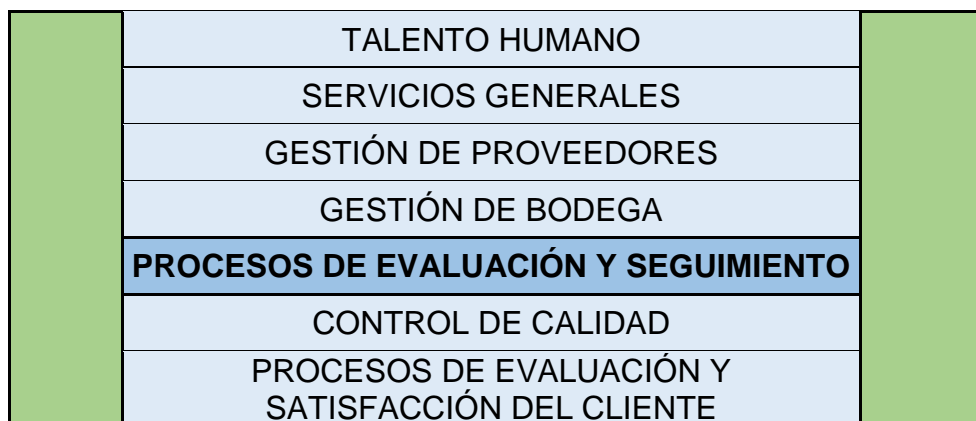 TALENTO HUMANO
SERVICIOS GENERALES
GESTIÓN DE PROVEEDORES
GESTIÓN DE BODEGA
PROCESOS DE EVALUACIÓN Y SEGUIMIENTO
CONTROL DE CALIDAD
PROCESOS DE EVALUACIÓN Y
SATISFACCIÓN DEL CLIENTE